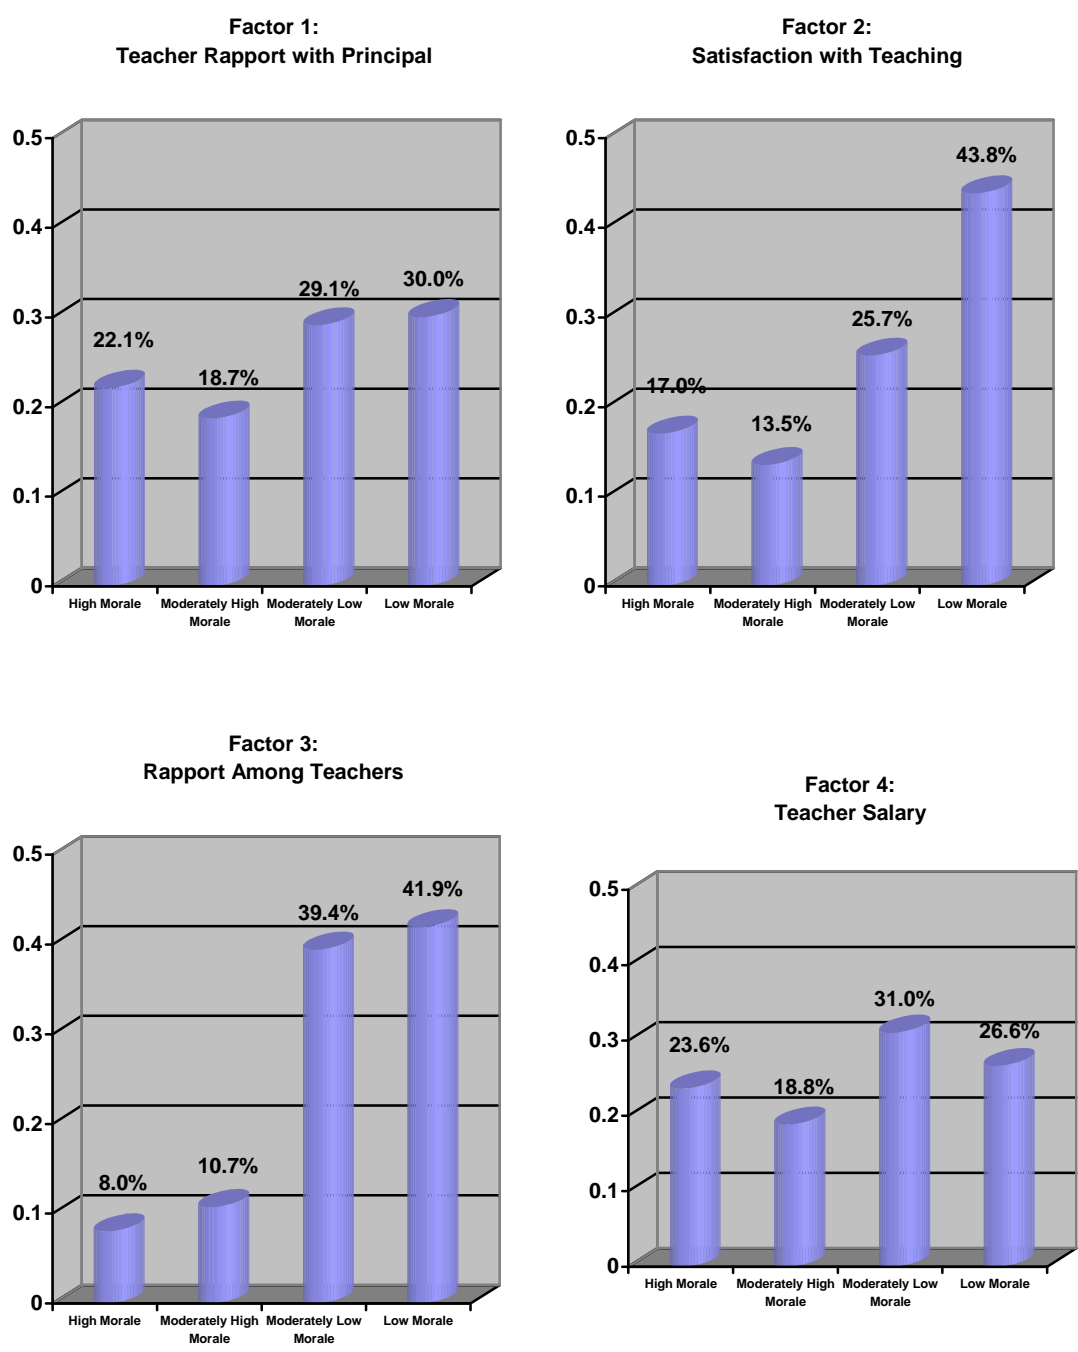 Factor 1:
Teacher Rapport with Principal
0.5
0.4
0.3
0.2
0.1
0
22.1%
18.7%
29.1%
30.0%
High Morale
Moderately High
Morale
Moderately Low
Morale
Low Morale
Factor 2:
Satisfaction with Teaching
0.5
0.4
0.3
0.2
0.1
0
17.0%
13.5%
25.7%
43.8%
High Morale
Moderately High
Morale
Moderately Low
Morale
Low Morale
Factor 3:
Rapport Among Teachers
0.5
0.4
0.3
0.2
0.1
0
8.0%
10.7%
39.4%
41.9%
High Morale
Moderately High
Morale
Moderately Low
Morale
Low Morale
Factor 4:
Teacher Salary
0.5
0.4
0.3
0.2
0.1
0
23.6%
18.8%
31.0%
26.6%
High Morale
Moderately High
Morale
Moderately Low
Morale
Low Morale